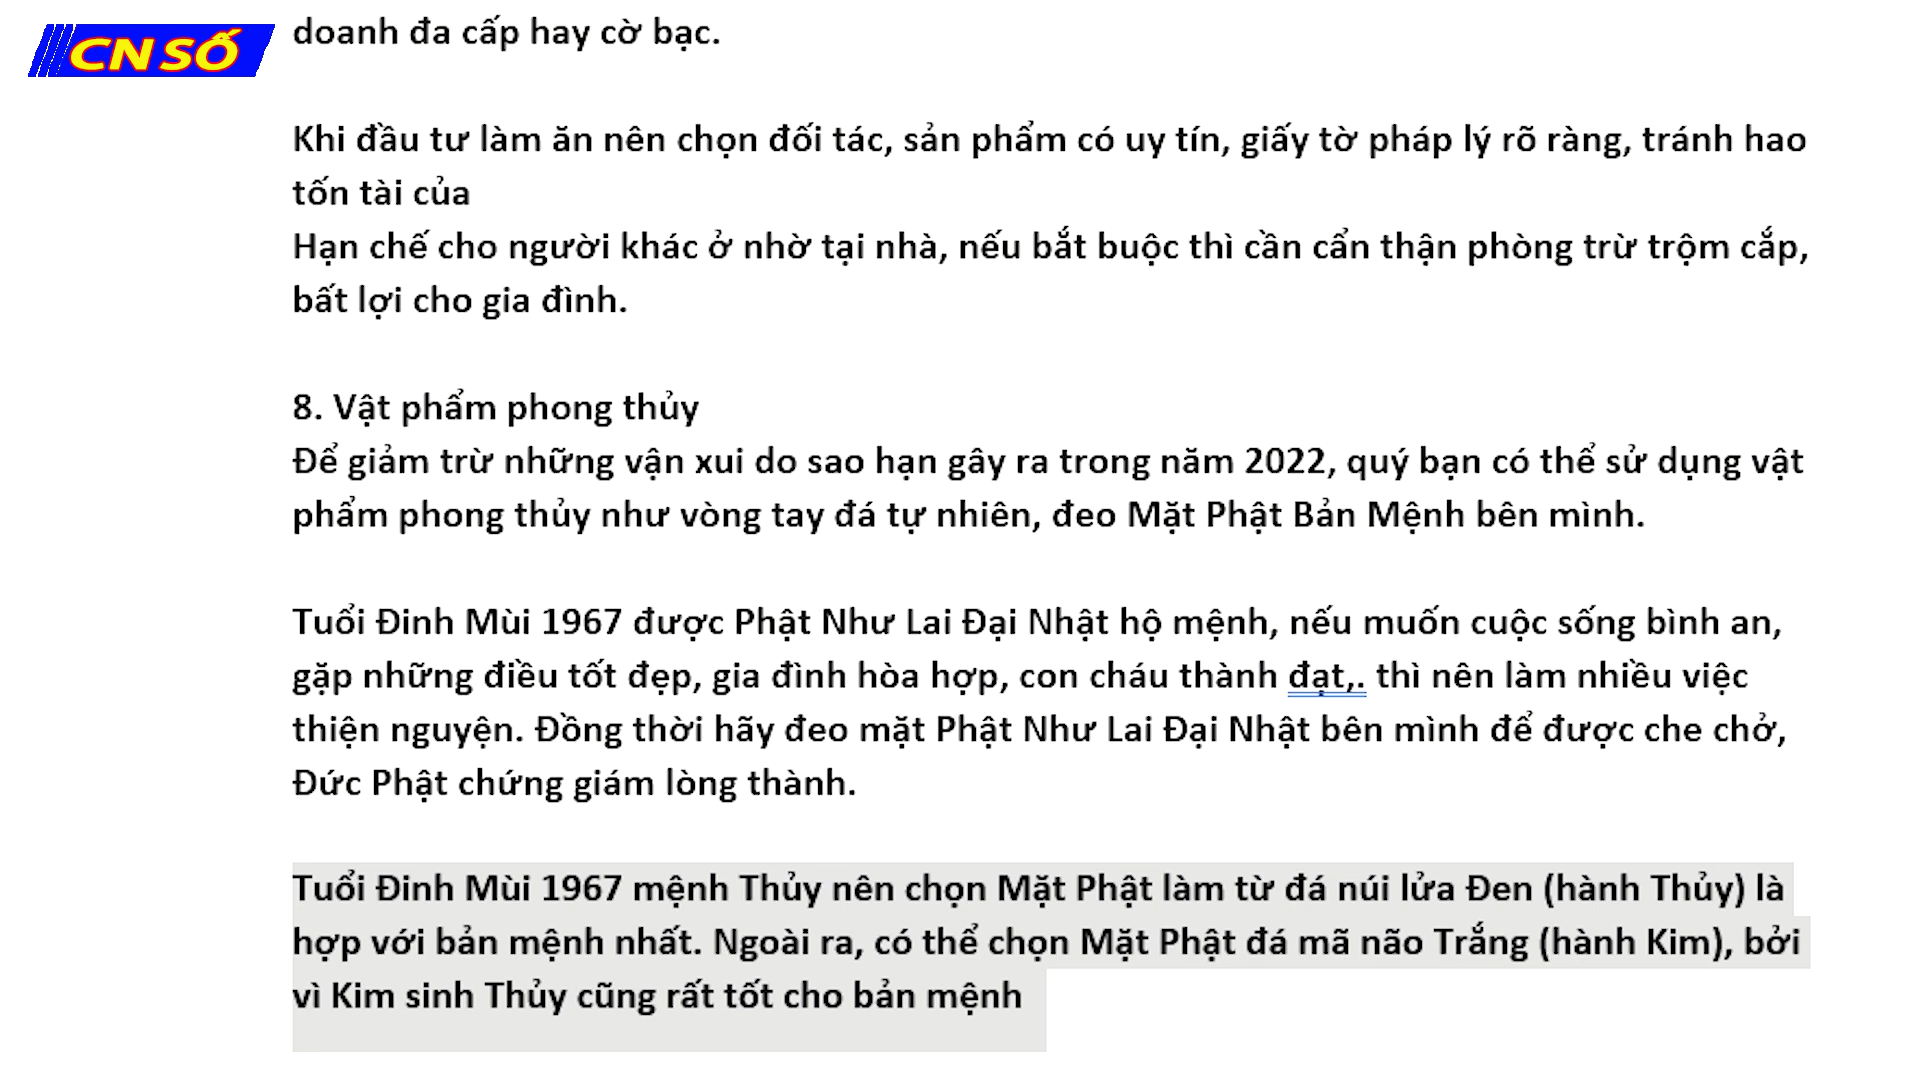 CN SỐ
doanh đa cấp hay cờ bạc.
Khi đầu tư làm ăn nên chọn đối tác, sản phẩm có uy tín, giấy tờ pháp lý rõ ràng, tránh hao
tốn tài của
Hạn chế cho người khác ở nhờ tại nhà, nếu bắt buộc thì cần cẩn thận phòng trừ trộm cắp,
bất lợi cho gia đình.
8. Vật phẩm phong thủy
Để giảm trừ những vận xui do sao hạn gây ra trong năm 2022, quý bạn có thể sử dụng vật
phẩm phong thủy như vòng tay đá tự nhiên, đeo Mặt Phật Bản Mệnh bên mình.
Tuổi Đinh Mùi 1967 được Phật Như Lai Đại Nhật hộ mệnh, nếu muốn cuộc sống bình an,
gặp những điều tốt đẹp, gia đình hòa hợp, con cháu thành đạt,. thì nên làm nhiều việc
thiện nguyện. Đồng thời hãy đeo mặt Phật Như Lai Đại Nhật bên mình để được che chở,
Đức Phật chứng giám lòng thành.
Tuổi Đinh Mùi 1967 mệnh Thủy nên chọn Mặt Phật làm từ đá núi lửa Đen (hành Thủy) là
hợp với bản mệnh nhất. Ngoài ra, có thể chọn Mặt Phật đá mã não Trắng (hành Kim), bởi
vì Kim sinh Thủy cũng rất tốt cho bản mệnh